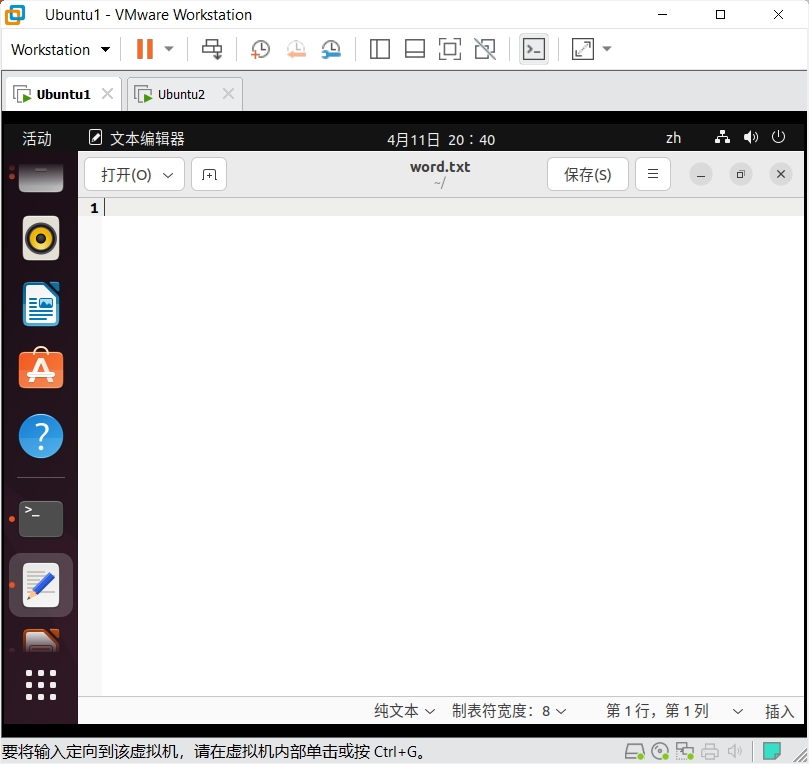 Ubuntu1 - VMware Workstation
Workstation
Ubuntu1
Ubuntu2
活动
文本编辑器
4月11日 20：40
zh
打开(O)
word.txt
~/
保存(S)
1
纯文本
制表符宽度：8
第 1 行，第 1 列
插入
要将输入定向到该虚拟机，请在虚拟机内部单击或按 Ctrl+G。